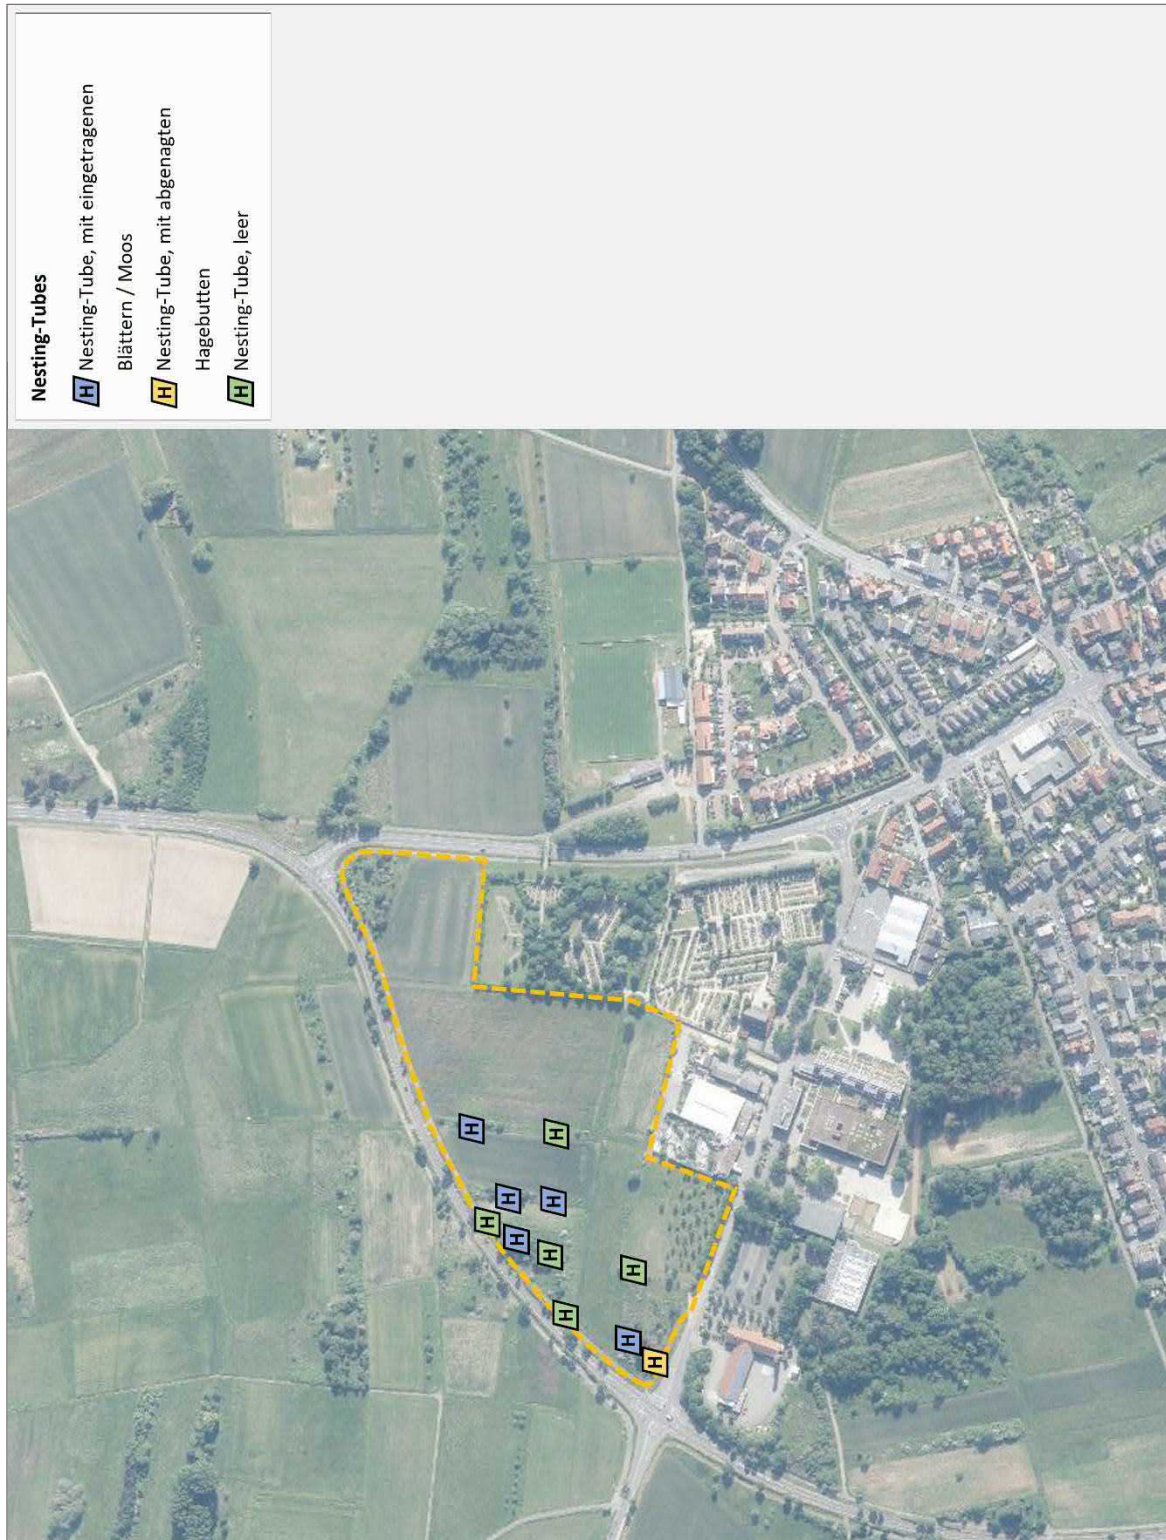 Nesting-Tubes
H Nesting-Tube, mit eingetragenen
Blättern / Moos
H Nesting-Tube, mit abgenagten
Hagebutten
H Nesting-Tube, leer
H
H
H
H
H
H
H
H
H
H
H